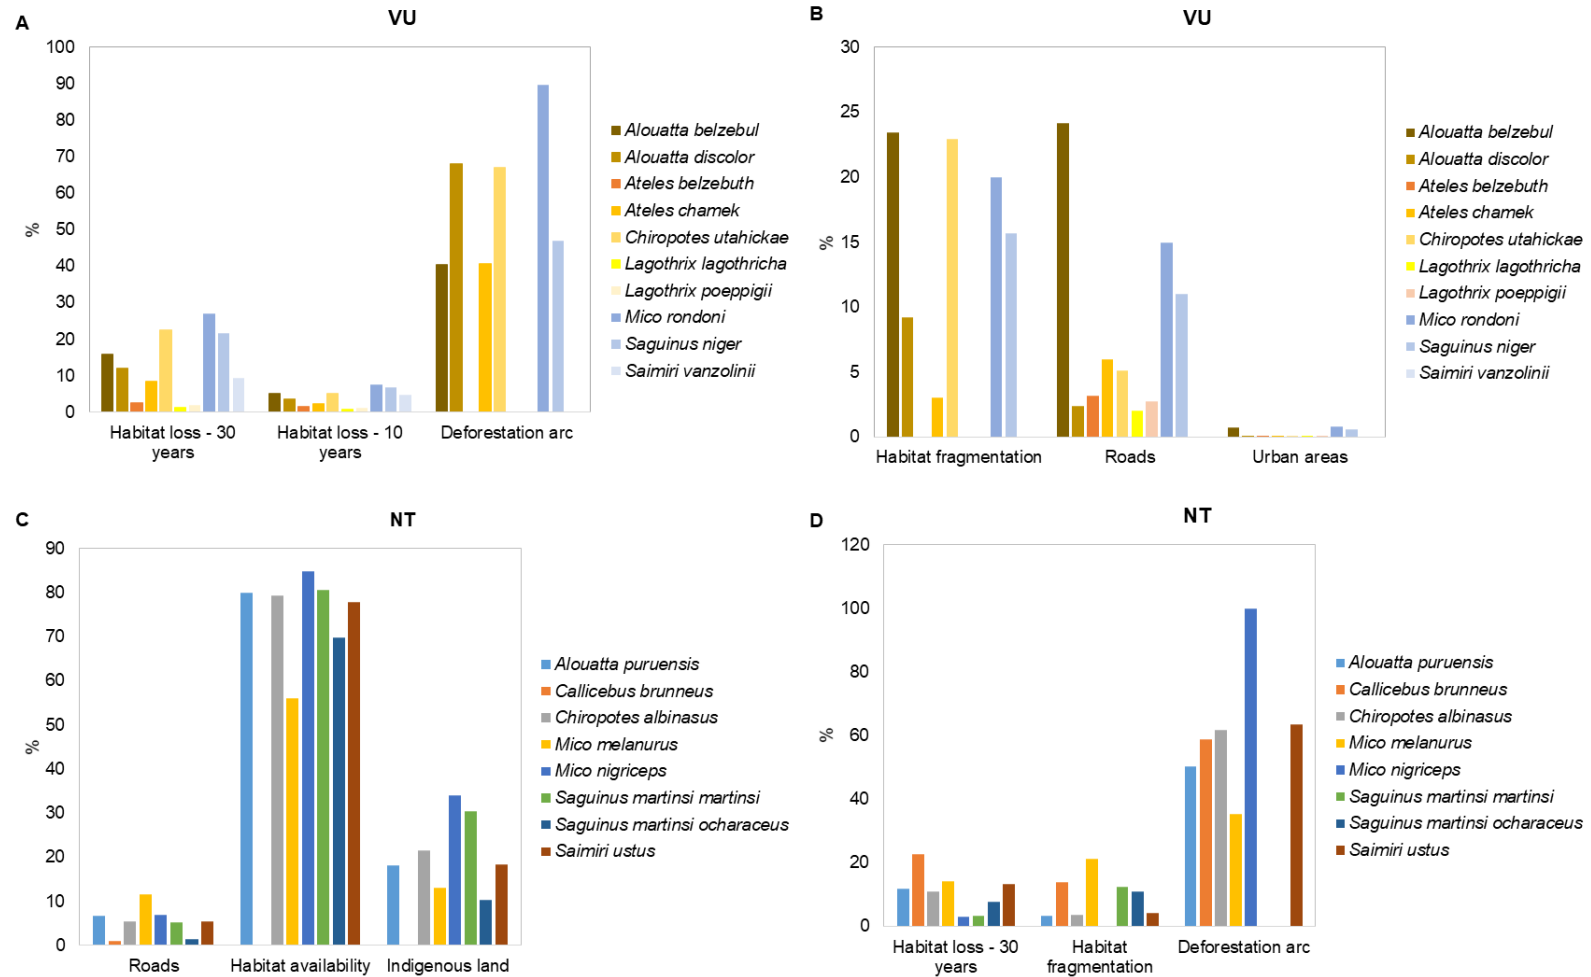 A
VU
100
90
80
70
60
50
40
30
20
10
0
%
Habitat loss - 30
years
Habitat loss - 10
years
Deforestation arc
Alouatta belzebul
Alouatta discolor
Ateles belzebuth
Ateles chamek
Chiropotes utahickae
Lagothrix lagothricha
Lagothrix poeppigii
Mico rondoni
Saguinus niger
Saimiri vanzolinii
B
VU
30
25
20
15
10
5
0
%
Habitat fragmentation
Roads
Urban areas
Alouatta belzebul
Alouatta discolor
Ateles belzebuth
Ateles chamek
Chiropotes utahickae
Lagothrix lagothricha
Lagothrix poeppigii
Mico rondoni
Saguinus niger
Saimiri vanzolinii
C
NT
90
80
70
60
50
40
30
20
10
0
%
Roads
Habitat availability
Indigenous land
Alouatta puruensis
Callicebus brunneus
Chiropotes albinasus
Mico melanurus
Mico nigriceps
Saguinus martinsi martinsi
Saguinus martinsi ocharaceus
Saimiri ustus
D
NT
120
100
80
60
40
20
0
%
Habitat loss - 30
years
Habitat
fragmentation
Deforestation arc
Alouatta puruensis
Callicebus brunneus
Chiropotes albinasus
Mico melanurus
Mico nigriceps
Saguinus martinsi martinsi
Saguinus martinsi ocharaceus
Saimiri ustus